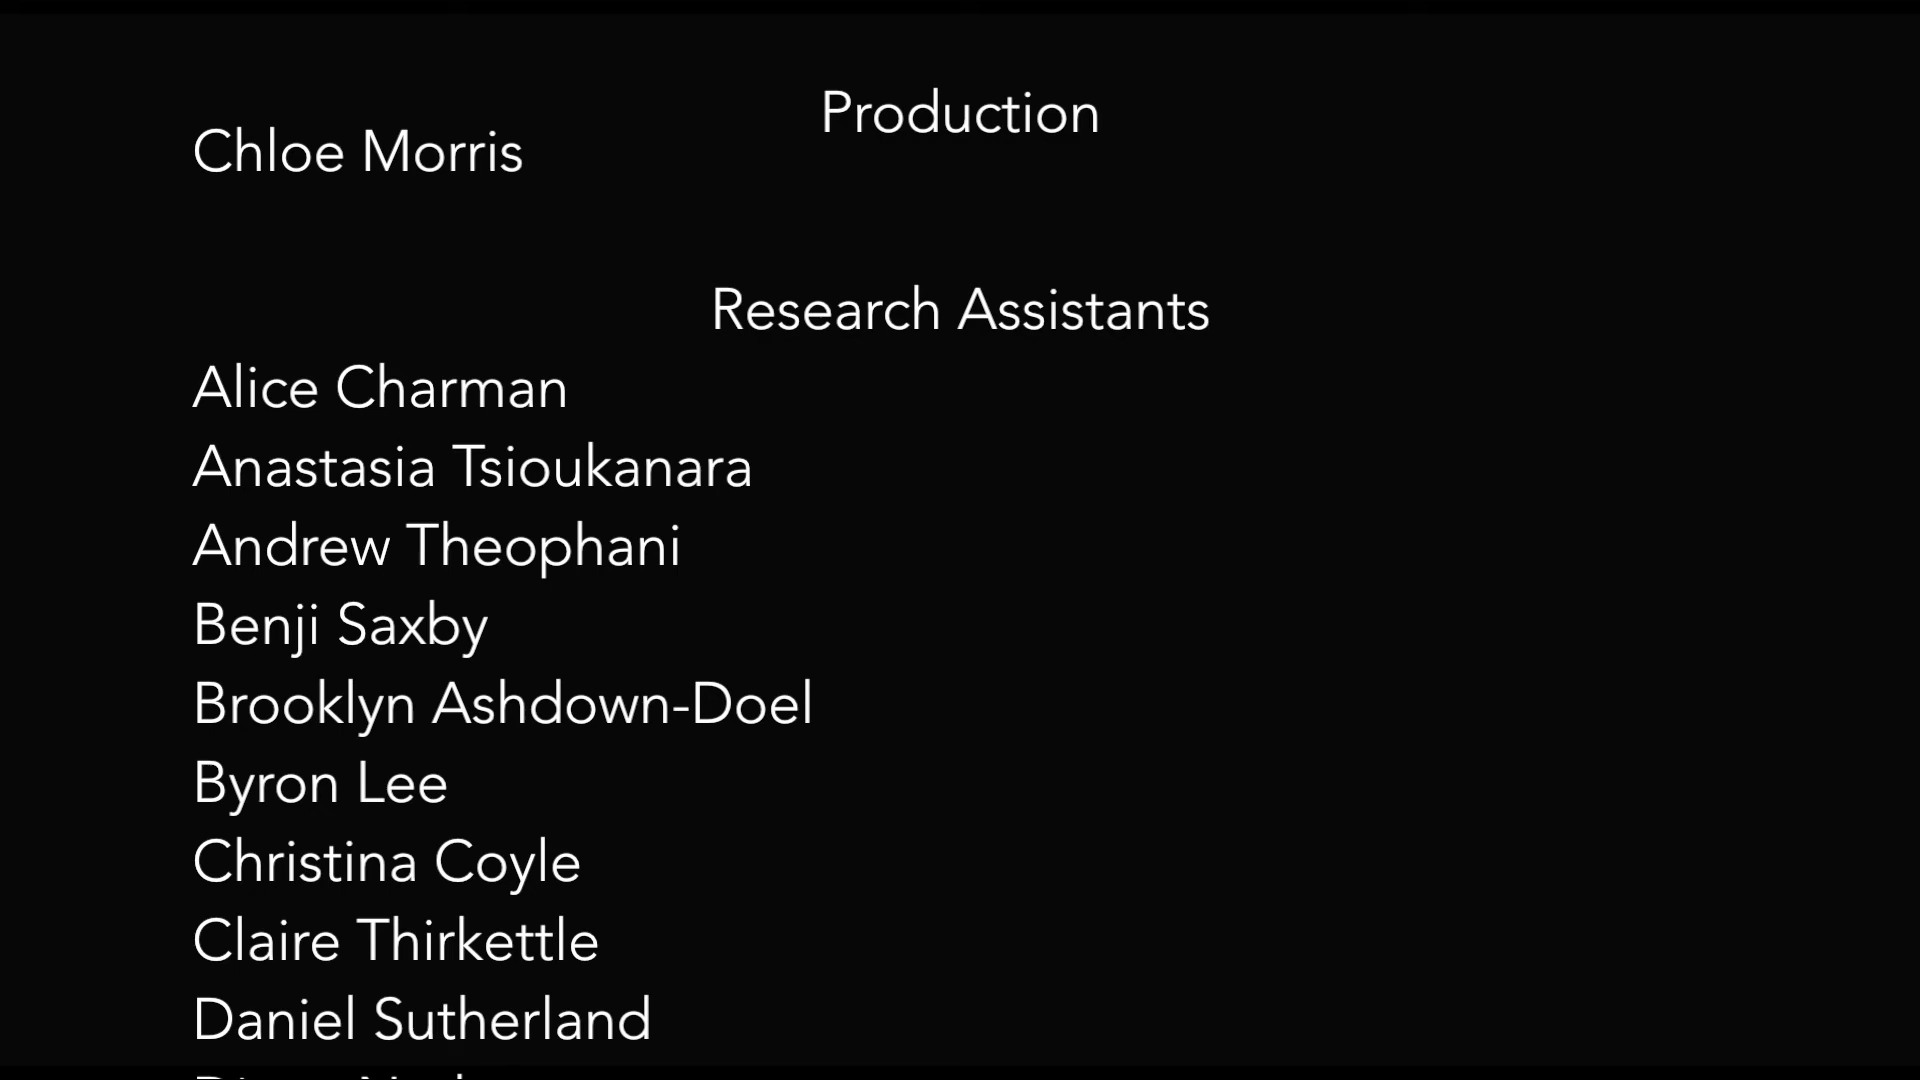 Production
Chloe Morris
Research Assistants
Alice Charman
Anastasia Tsioukanara
Andrew Theophani
Benji Saxby
Brooklyn Ashdown-Doel
Byron Lee
Christina Coyle
Claire Thirkettle
Daniel Sutherland